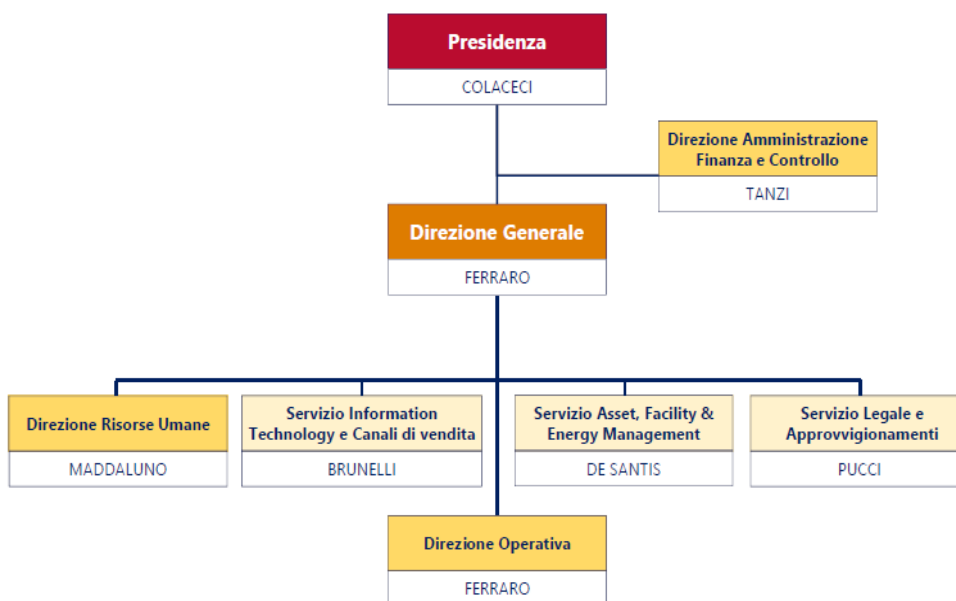 Presidenza
COLACECI
Direzione Amministrazione
Finanza e Controllo
TANZI
Direzione Generale
FERRARO
Direzione Risorse Umane
MADDALUNO
Servizio Information
Technology e Canali di vendita
BRUNELLI
Servizio Asset, Facility &
Energy Management
DE SANTIS
Servizio Legale e
Approvvigionamenti
PUCCI
Direzione Operativa
FERRARO